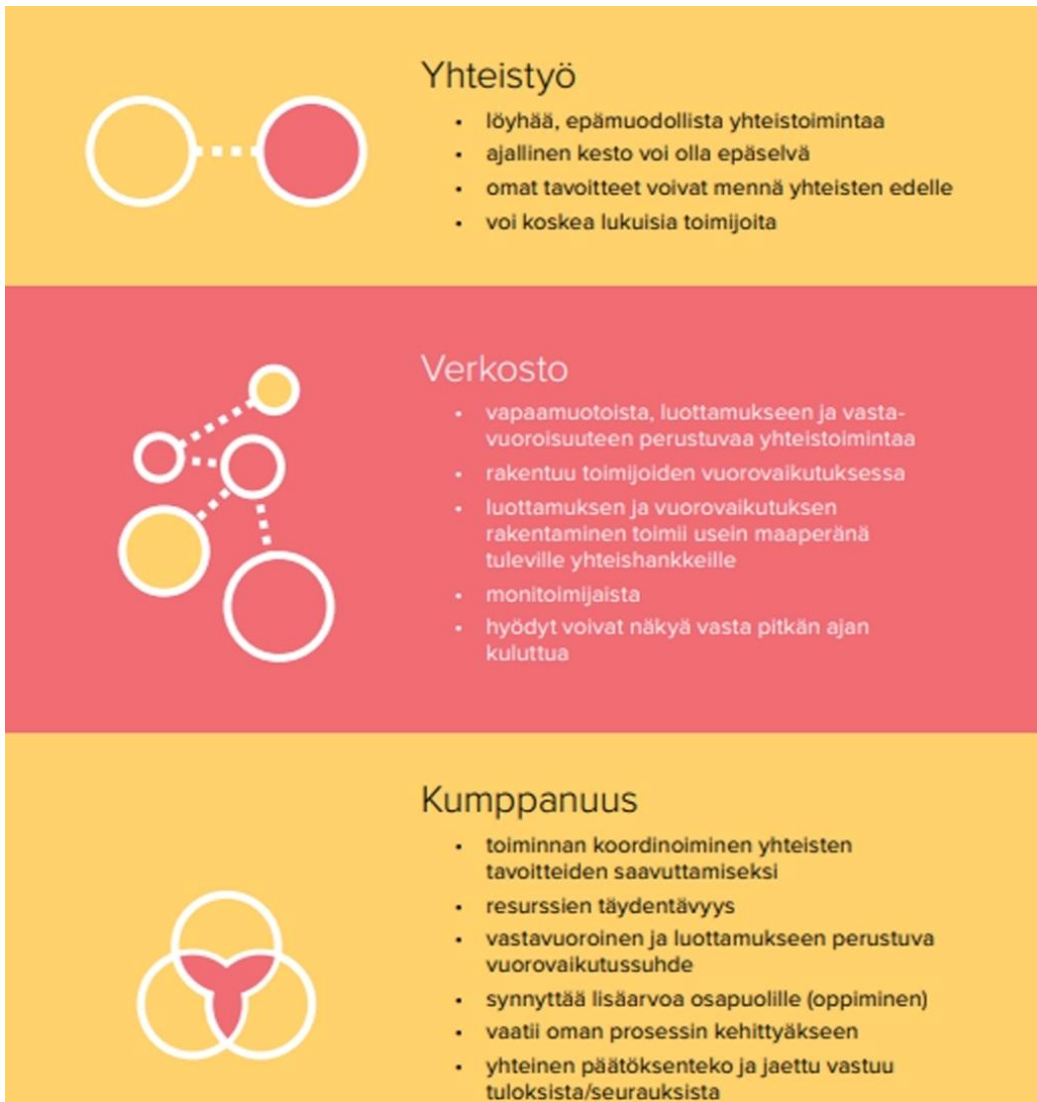 Yhteistyö
• löyhää, epämuodollista yhteistoimintaa
• ajallinen kesto voi olla epäselvä
• omat tavoitteet voivat mennä yhteisten edelle
• voi koskea lukuisia toimijoita
Verkosto
• vapaamuotoista, luottamukseen ja vasta-
vuoroisuuteen perustuvaa yhteistoimintaa
• rakentuu toimijoiden vuorovaikutuksessa
• luottamuksen ja vuorovaikutuksen
rakentaminen toimii usein maaperänä
tuleville yhteishankkeille
• monitoimijaista
• hyödyt voivat näkyä vasta pitkän ajan
kuluttua
Kumppanuus
• toiminnan koordinoiminen yhteisten
tavoitteiden saavuttamiseksi
• resurssien täydentävyys
• vastavuoroinen ja luottamukseen perustuva
vuorovaikutussuhde
• synnyttää lisäarvoa osapuolille (oppiminen)
• vaatii oman prosessin kehittyäkseen
• yhteinen päätöksenteko ja jaettu vastuu
tuloksista/seurauksista